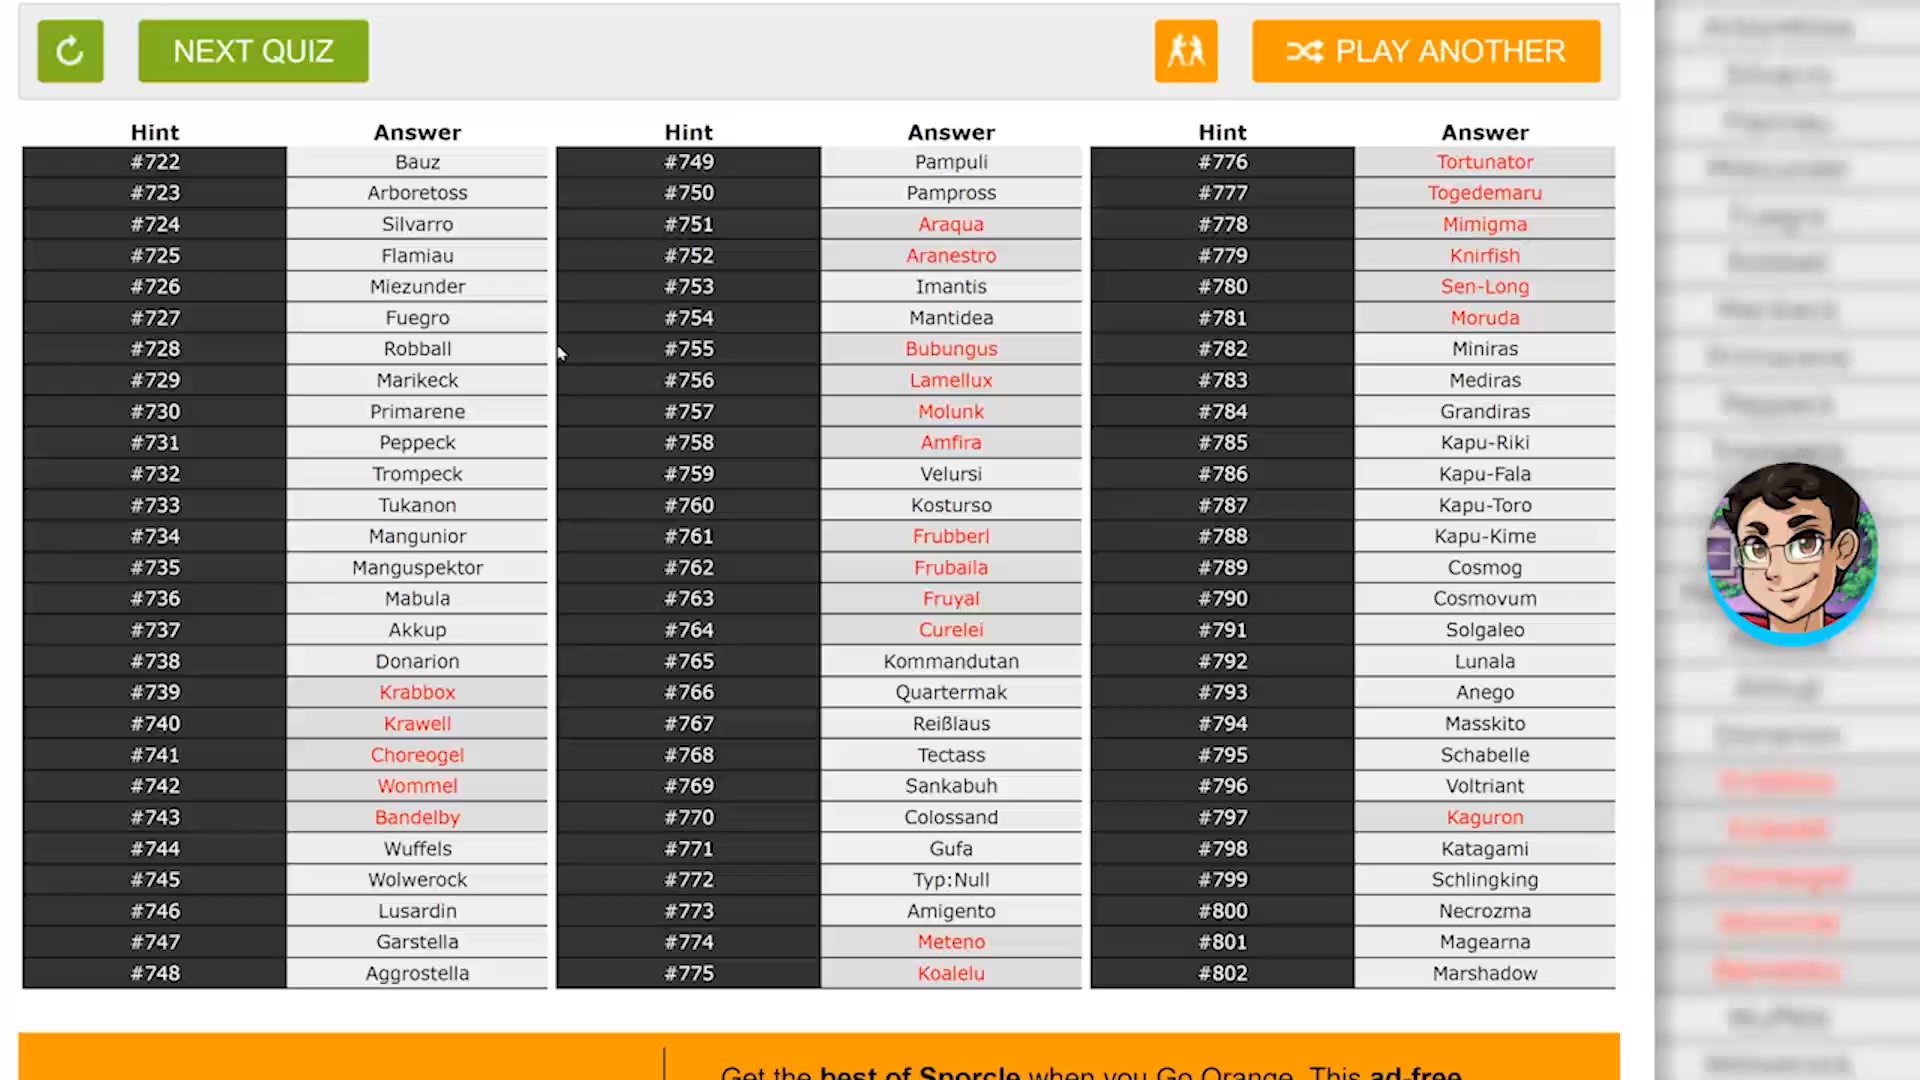 NEXT QUIZ
PLAY ANOTHER
Hint Answer Hint Answer Hint Answer
#722 Bauz #749 Pampuli #776 Tortunator
#723 Arboretoss #750 Pampross #777 Togedemaru
#724 Silvarro #751 Araqua #778 Mimigma
#725 Flamiau #752 Aranestro #779 Knirfish
#726 Miezunder #753 Imantis #780 Sen-Long
#727 Fuegro #754 Mantidea #781 Moruda
#728 Robball #755 Bubungus #782 Miniras
#729 Marikeck #756 Lamellux #783 Mediras
#730 Primarene #757 Molunk #784 Grandiras
#731 Peppeck #758 Amfira #785 Kapu-Riki
#732 Trompeck #759 Velursi #786 Kapu-Fala
#733 Tukanon #760 Kosturso #787 Kapu-Toro
#734 Mangunior #761 Frubberl #788 Kapu-Kime
#735 Manguspektor #762 Frubaila #789 Cosmog
#736 Mabula #763 Fruyal #790 Cosmovum
#737 Akkup #764 Curelei #791 Solgaleo
#738 Donarion #765 Kommandutan #792 Lunala
#739 Krabbox #766 Quartermak #793 Anego
#740 Krawell #767 Reißlaus #794 Masskito
#741 Choreogel #768 Tectass #795 Schabelle
#742 Wommel #769 Sankabuh #796 Voltriant
#743 Bandelby #770 Colossand #797 Kaguron
#744 Wuffels #771 Gufa #798 Katagami
#745 Wolwerock #772 Typ:Null #799 Schlingking
#746 Lusardin #773 Amigento #800 Necrozma
#747 Garstella #774 Meteno #801 Magearna
#748 Aggrostella #775 Koalelu #802 Marshadow
Get the best of Sporcle when you Go Orange. This ad-free